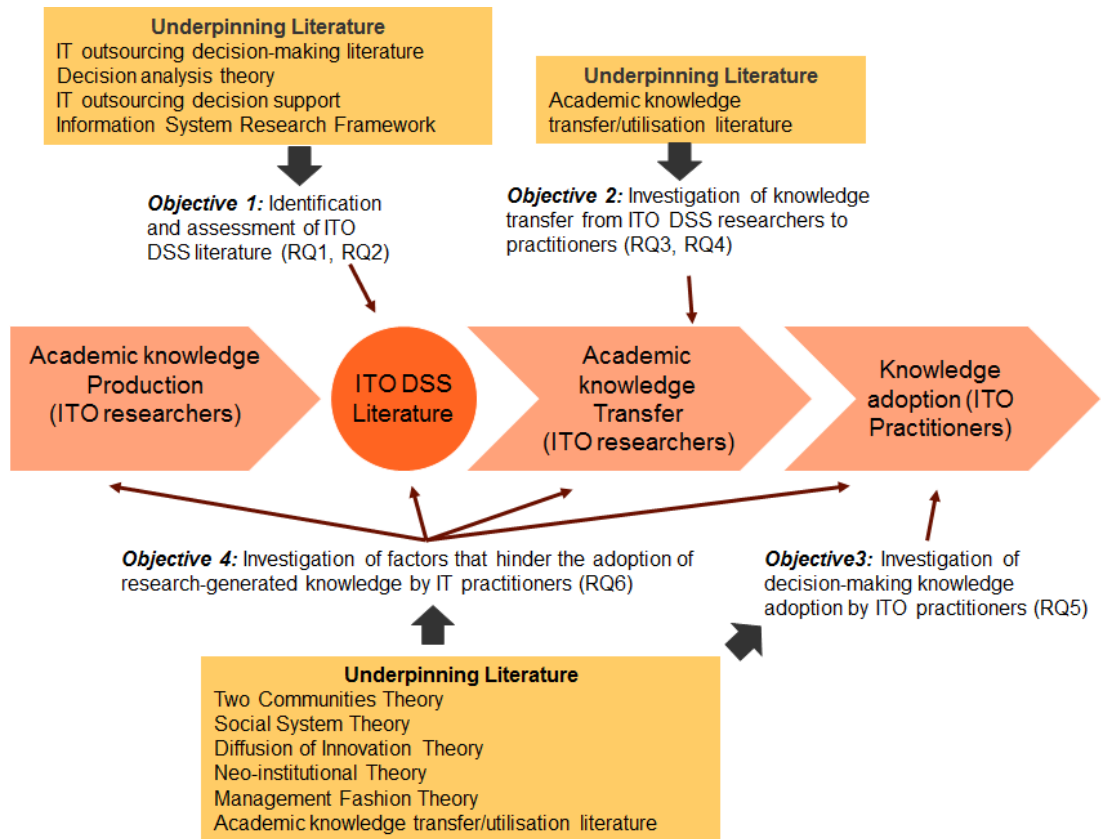 Underpinning Literature
IT outsourcing decision-making literature
Decision analysis theory
IT outsourcing decision support
Information System Research Framework
Underpinning Literature
Academic knowledge
transfer/utilisation literature
Objective 1: Identification
and assessment of ITO
DSS literature (RQ1, RQ2)
Objective 2: Investigation of knowledge
transfer from ITO DSS researchers to
practitioners (RQ3, RQ4)
Academic knowledge
Production
(ITO researchers)
ITO DSS
Literature
Academic
knowledge
Transfer
(ITO researchers)
Knowledge
adoption (ITO
Practitioners)
Objective 4: Investigation of factors that hinder the adoption of
research-generated knowledge by IT practitioners (RQ6)
Objective3: Investigation of
decision-making knowledge
adoption by ITO practitioners (RQ5)
Underpinning Literature
Two Communities Theory
Social System Theory
Diffusion of Innovation Theory
Neo-institutional Theory
Management Fashion Theory
Academic knowledge transfer/utilisation literature